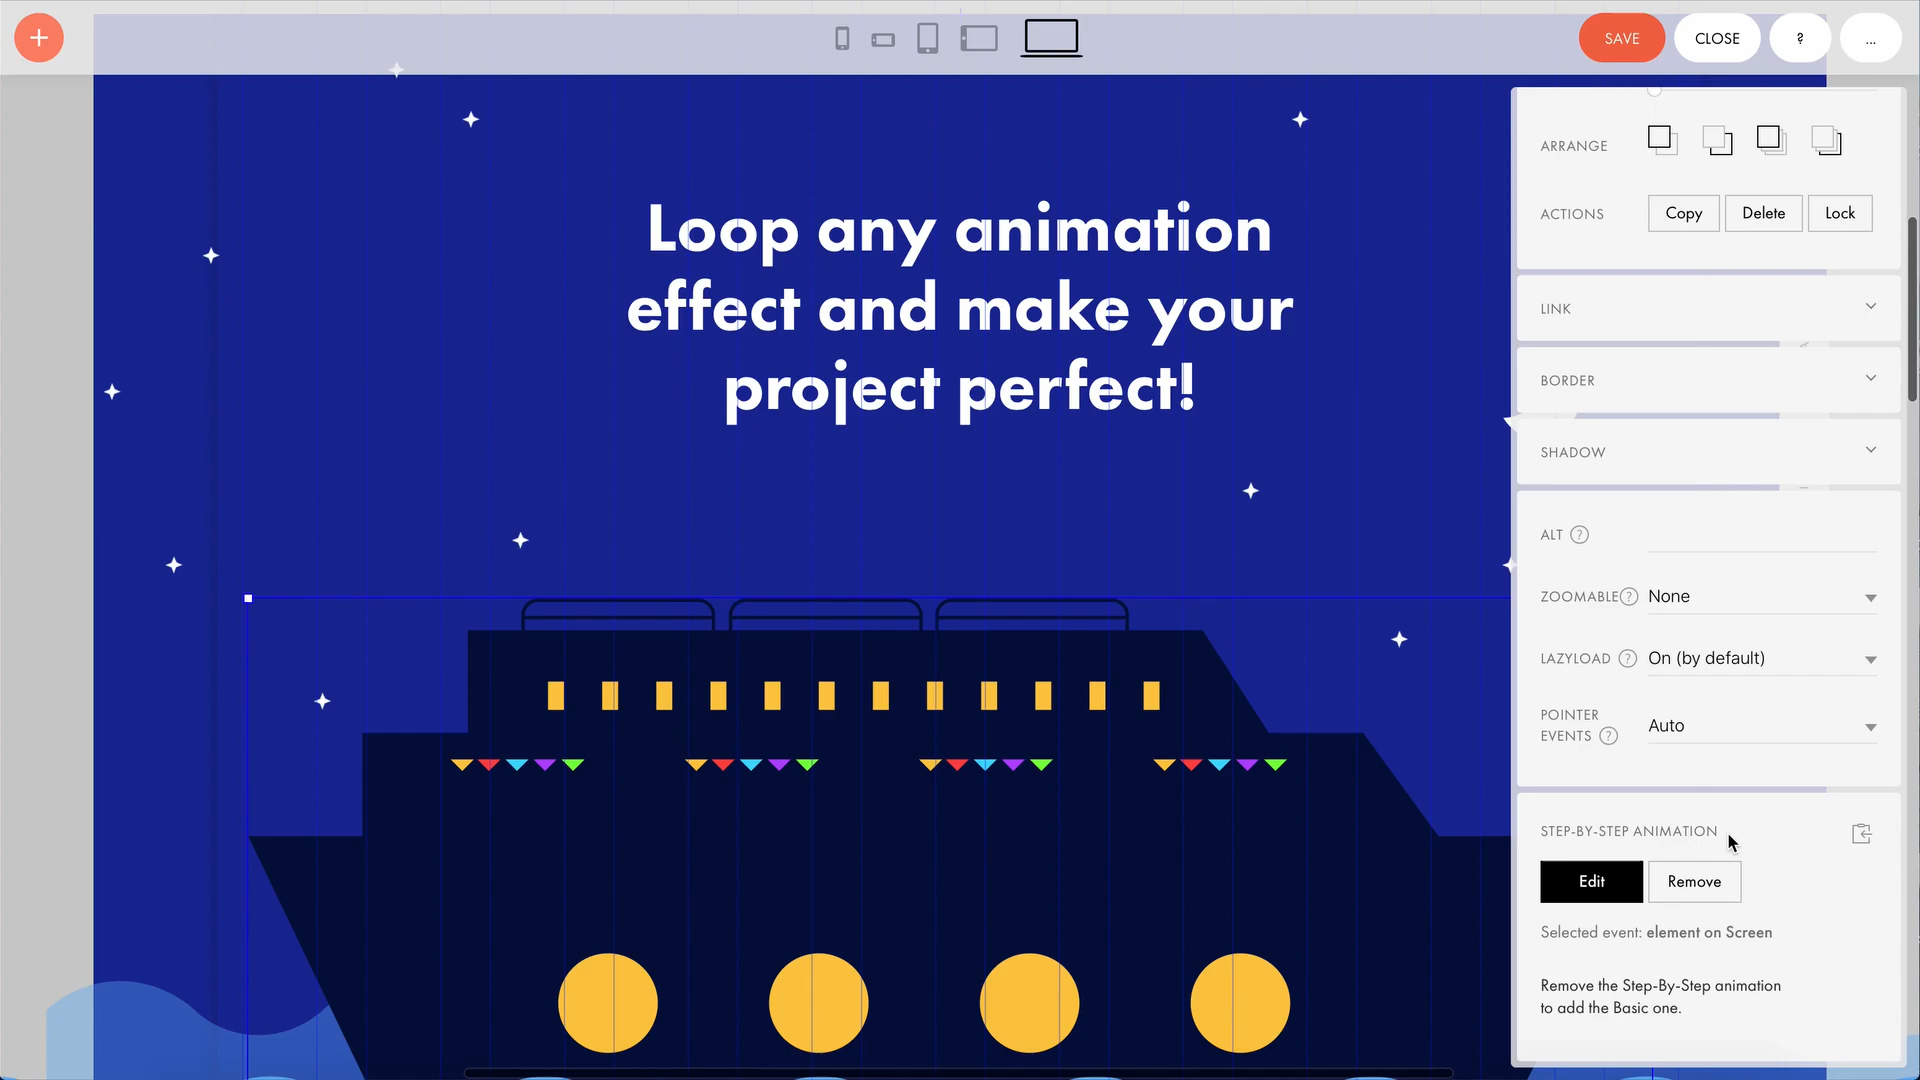 +
SAVE
CLOSE
?
...
Loop any animation
effect and make your
project perfect!
ARRANGE
ACTIONS
Copy
Delete
Lock
LINK
BORDER
SHADOW
ALT ?
ZOOMABLE ? None
LAZYLOAD ? On (by default)
POINTER
EVENTS ? Auto
STEP-BY-STEP ANIMATION
Edit
Remove
Selected event: element on Screen
Remove the Step-By-Step animation
to add the Basic one.